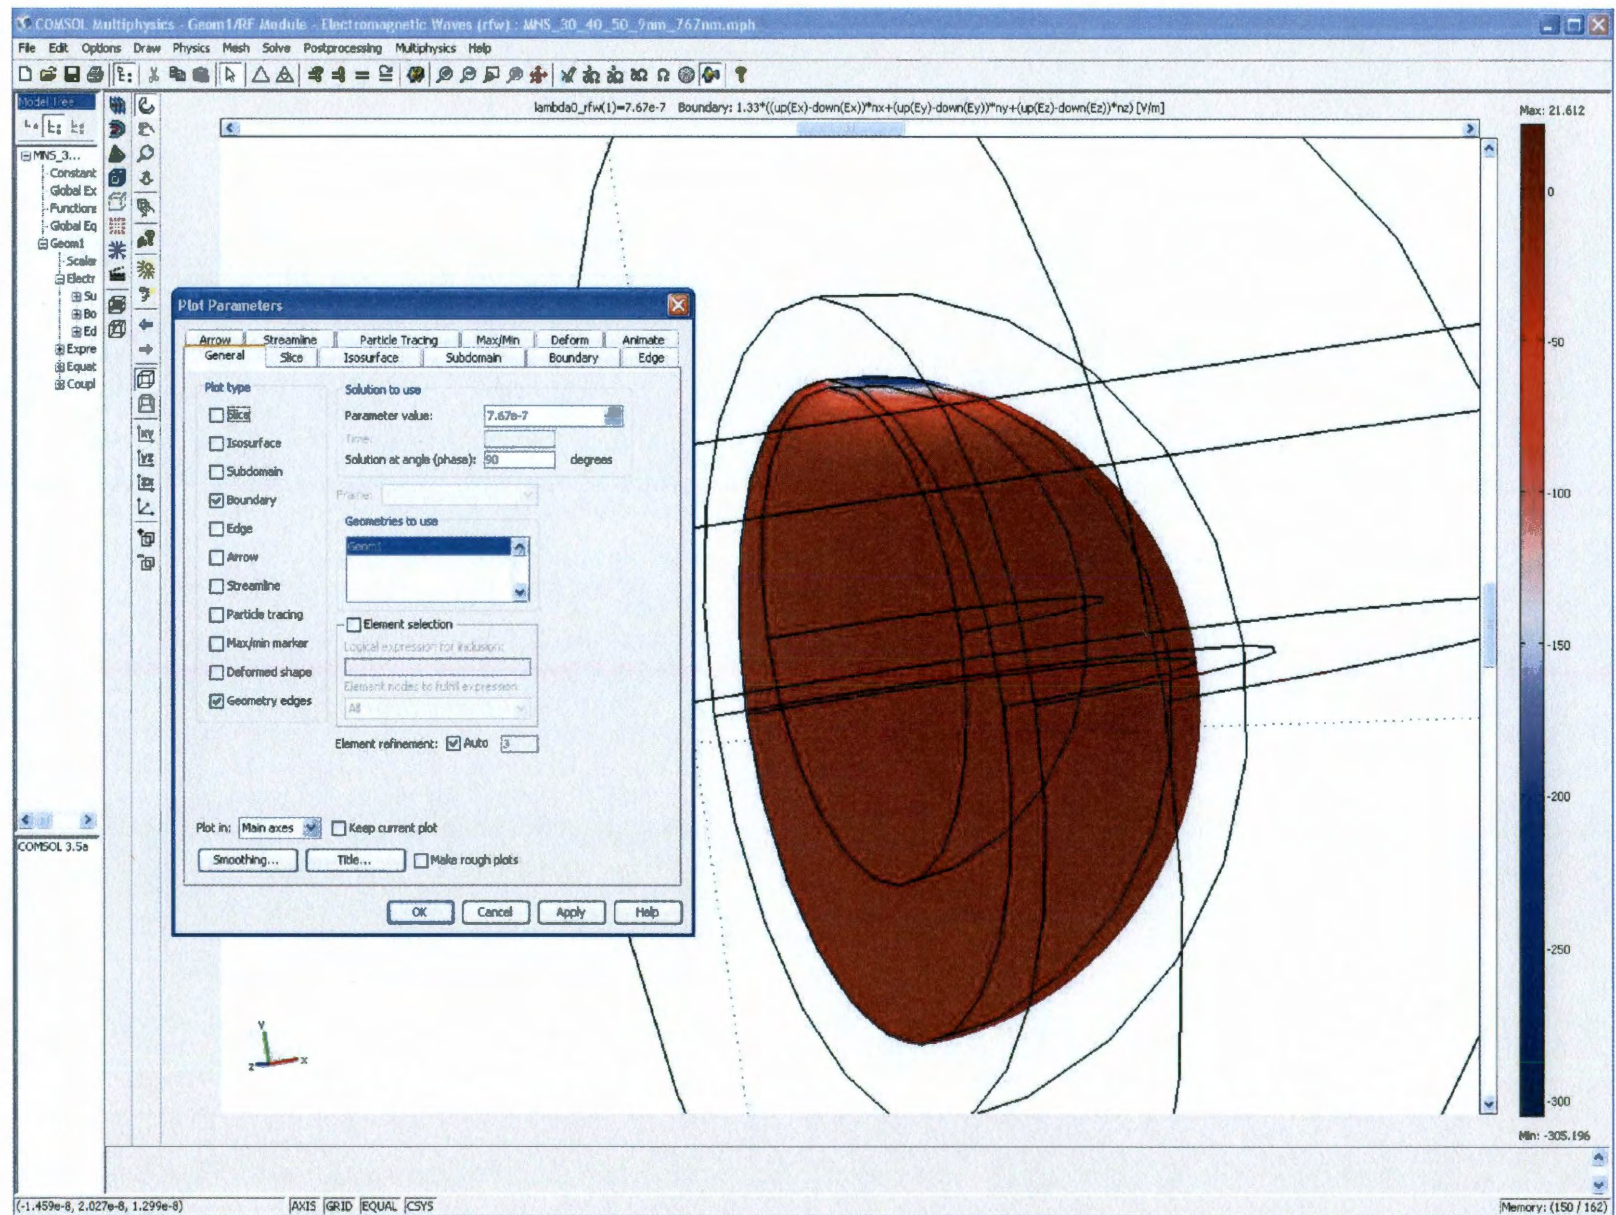 COMSOL Multiphysics - Geom1/RF Module - Electromagnetic Waves (rfw) : MNS_30_40_50_9nm_767nm.mph
File Edit Options Draw Physics Mesh Solve Postprocessing Multiphysics Help
Model Tree
MNS_3...
Constant
Global Ex
Functions
Global Eq
Geom1
Scalar
Electr
Su
Bo
Ed
Expre
Equat
Coupl
COMSOL 3.5a
lambda0_rfw(1)=7.67e-7 Boundary: 1.33*((up(Ex)-down(Ex))*nx+(up(Ey)-down(Ey))*ny+(up(Ez)-down(Ez))*nz) [V/m]
Max: 21.612
0
-50
-100
-150
-200
-250
-300
Min: -305.196
Plot Parameters
Arrow Streamline Particle Tracing Max/Min Deform Animate
General Slice Isosurface Subdomain Boundary Edge
Plot type
Slice
Isosurface
Subdomain
Boundary
Edge
Arrow
Streamline
Particle tracing
Max/min marker
Deformed shape
Geometry edges
Solution to use
Parameter value: 7.67e-7
Time:
Solution at angle (phase): 90 degrees
Frame:
Geometries to use
Geom1
Element selection
Logical expression for inclusion:
Element nodes to fulfill expression:
All
Element refinement: Auto 3
Plot in: Main axes Keep current plot
Smoothing... Title... Make rough plots
OK Cancel Apply Help
y
z x
(-1.459e-8, 2.027e-8, 1.299e-8) AXIS GRID EQUAL CSYS Memory: (150 / 162)